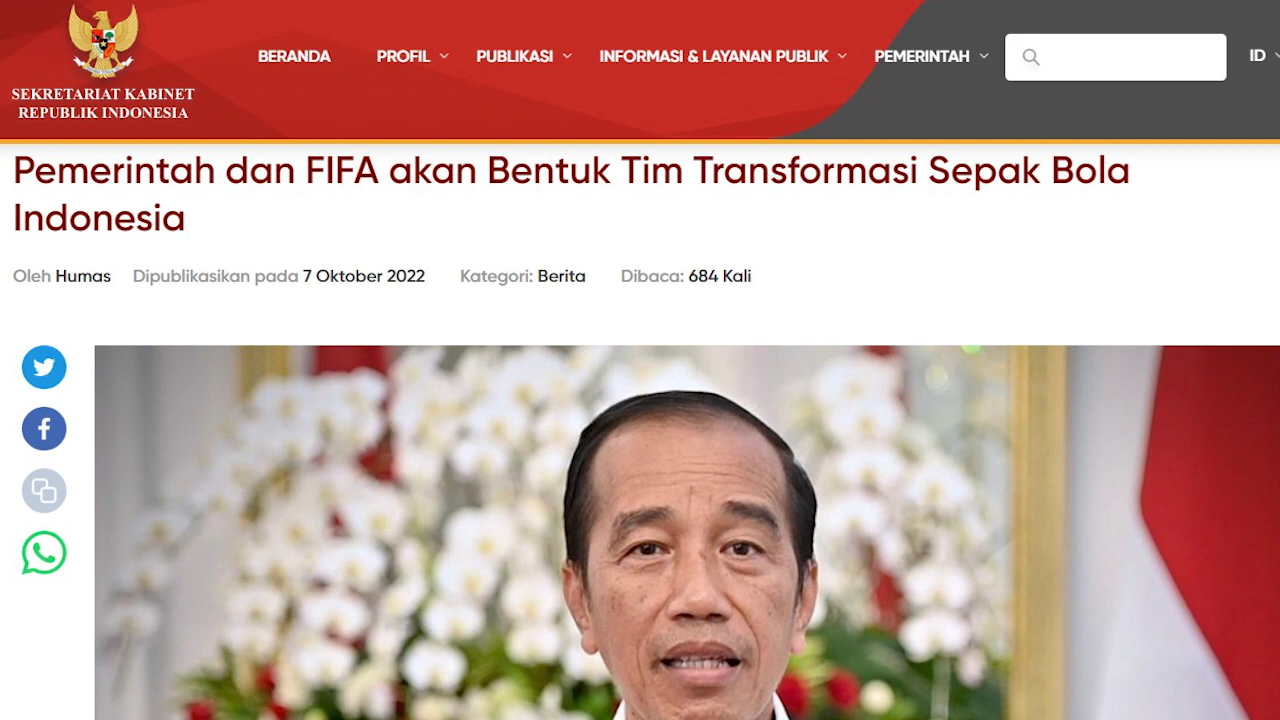 SEKRETARIAT KABINET
REPUBLIK INDONESIA
BERANDA PROFIL PUBLIKASI INFORMASI & LAYANAN PUBLIK PEMERINTAH ID
Pemerintah dan FIFA akan Bentuk Tim Transformasi Sepak Bola
Indonesia
Oleh Humas Dipublikasikan pada 7 Oktober 2022 Kategori: Berita Dibaca: 684 Kali